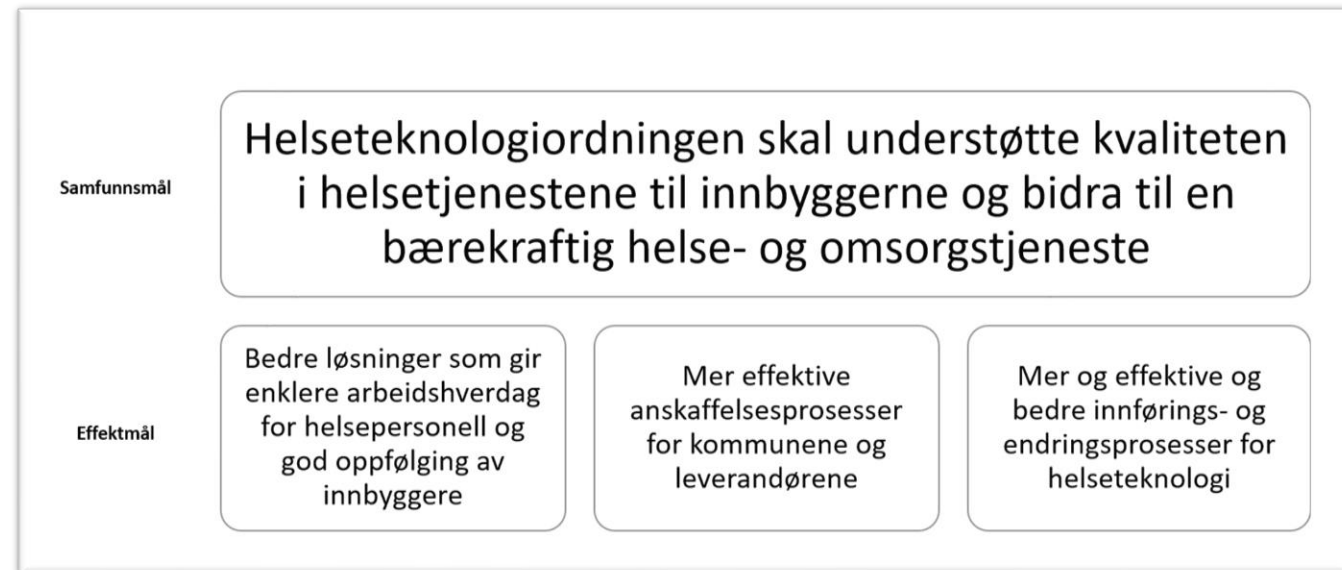 Samfunnsmål
Helseteknologiordningen skal understøtte kvaliteten
i helsetjenestene til innbyggerne og bidra til en
bærekraftig helse- og omsorgstjeneste
Effektmål
Bedre løsninger som gir
enklere arbeidshverdag
for helsepersonell og
god oppfølging av
innbyggere
Mer effektive
anskaffelsesprosesser
for kommunene og
leverandørene
Mer og effektive og
bedre innførings- og
endringsprosesser for
helseteknologi